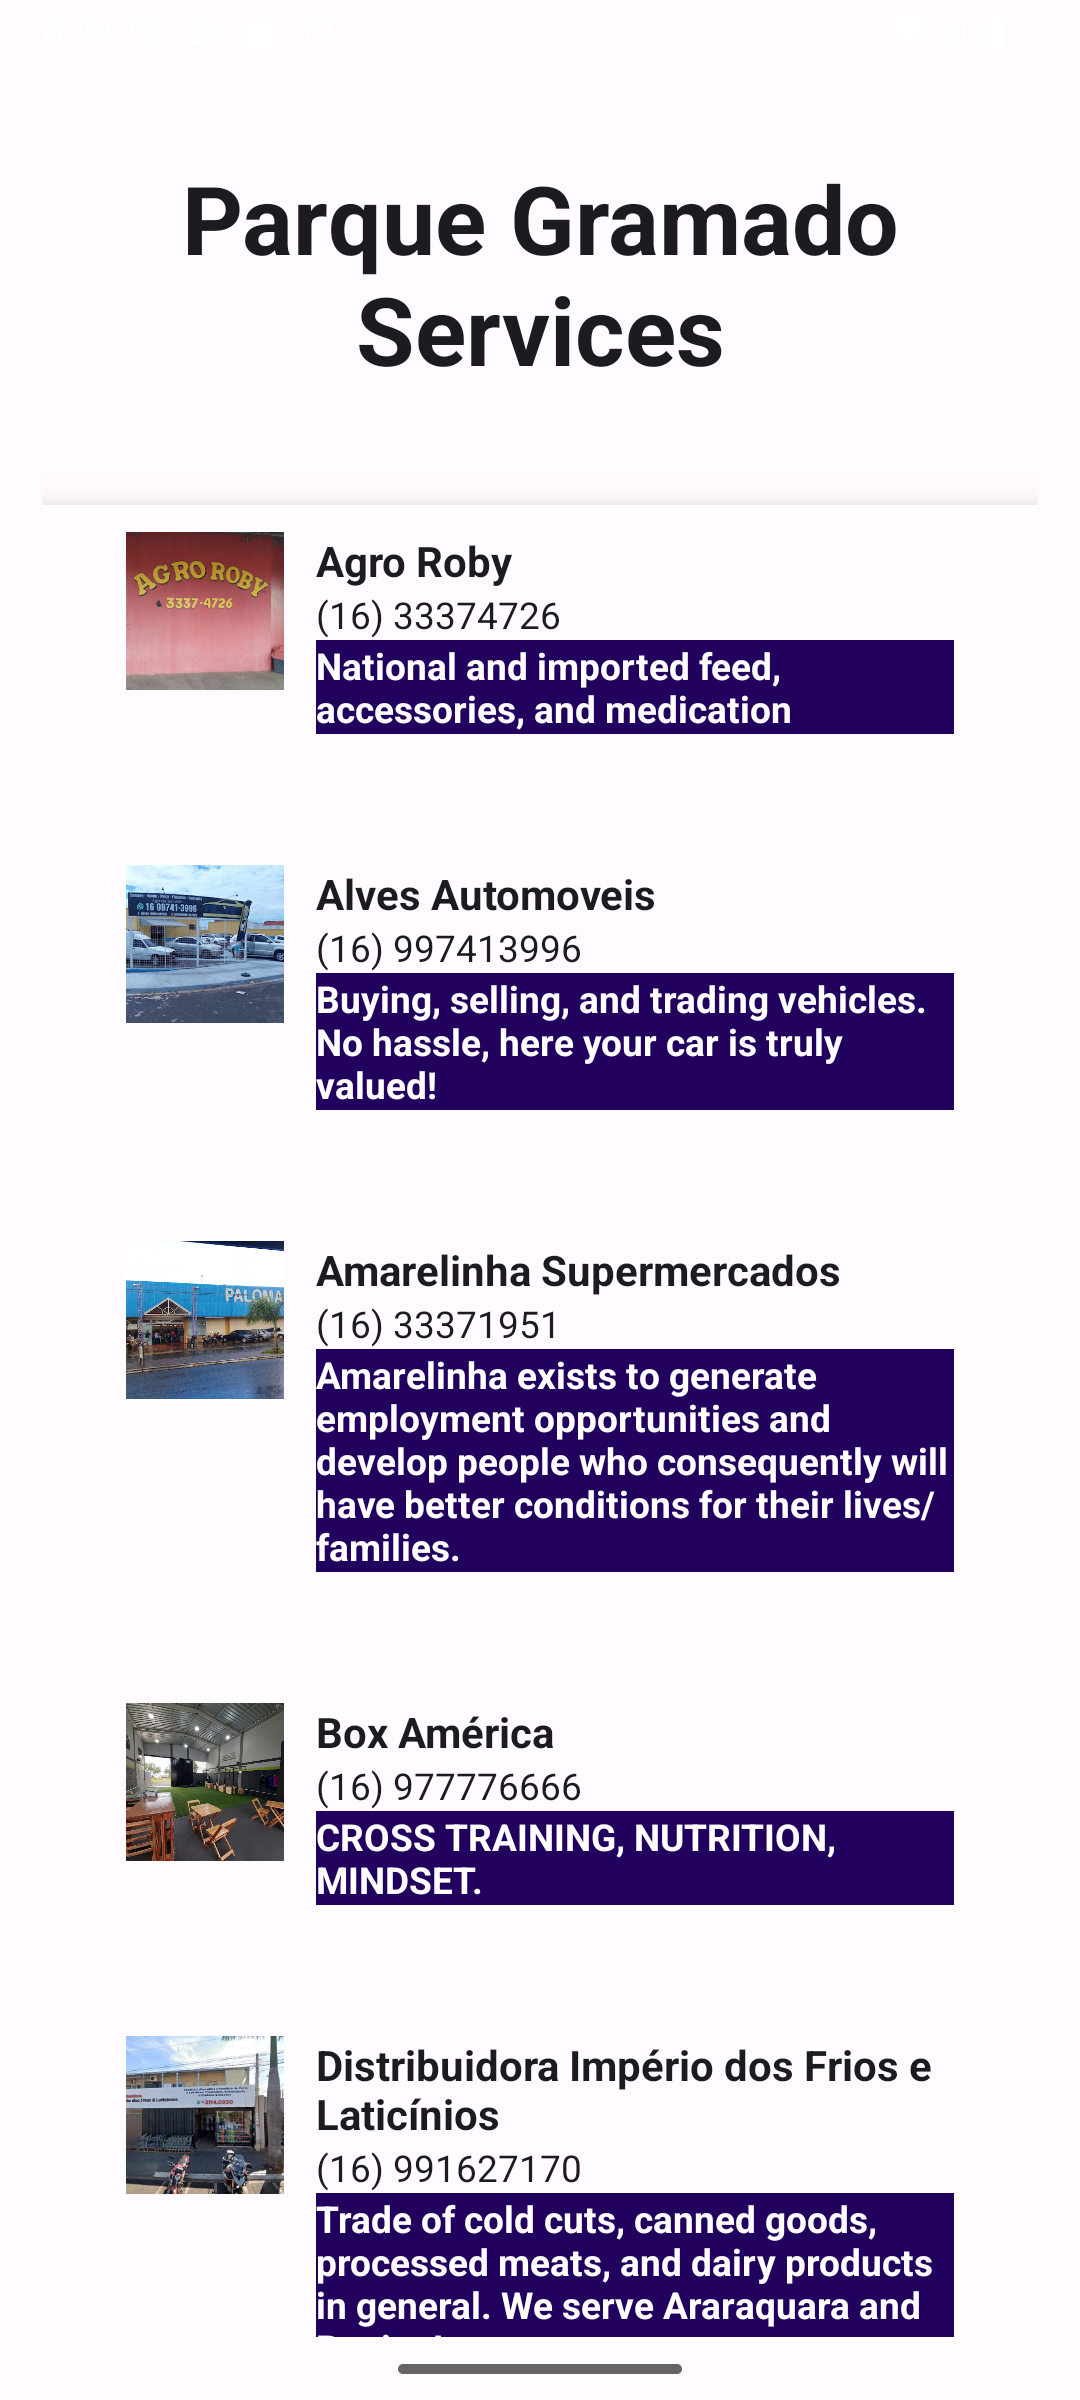 Parque Gramado
Services
AGRO ROBY
3337-4726
Agro Roby
(16) 33374726
National and imported feed,
accessories, and medication
16 99741-3996
Alves Automoveis
(16) 997413996
Buying, selling, and trading vehicles.
No hassle, here your car is truly
valued!
PALOMA
Amarelinha Supermercados
(16) 33371951
Amarelinha exists to generate
employment opportunities and
develop people who consequently will
have better conditions for their lives/
families.
Box América
(16) 977776666
CROSS TRAINING, NUTRITION,
MINDSET.
Distribuidora Império dos Frios e
Laticínios
(16) 991627170
Trade of cold cuts, canned goods,
processed meats, and dairy products
in general. We serve Araraquara and